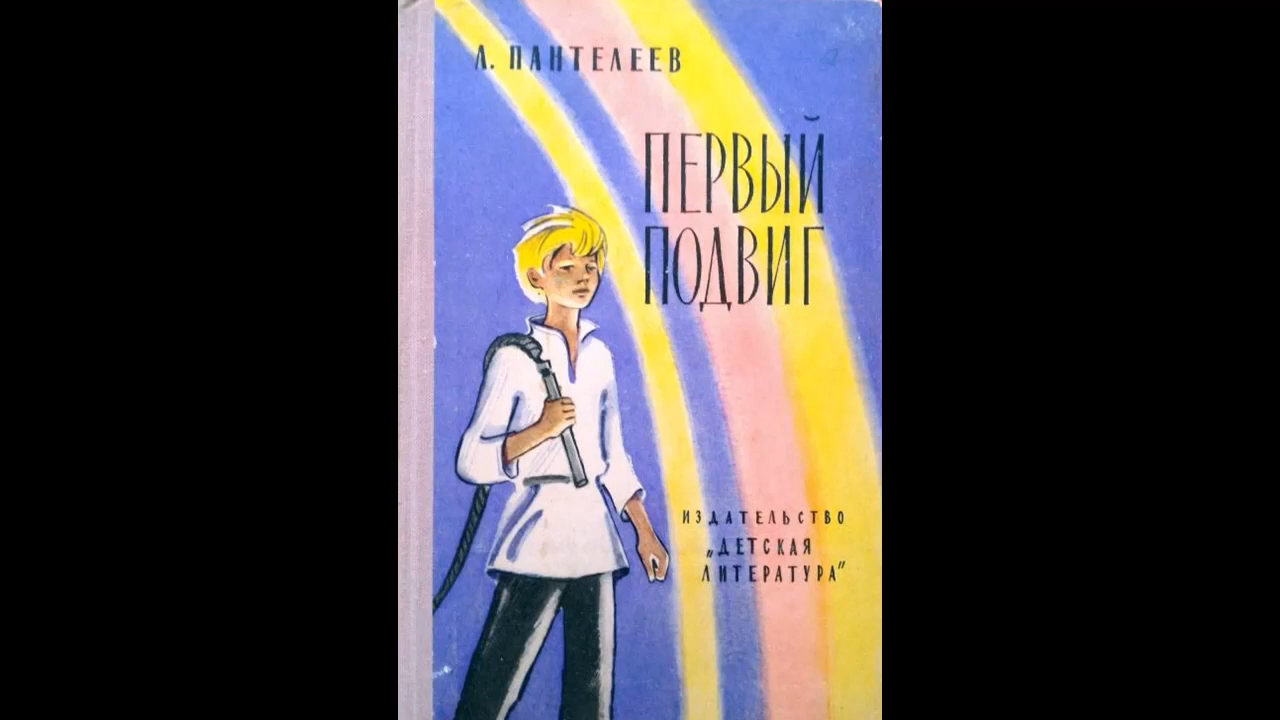 Л. ПАНТЕЛЕЕВ
ПЕРВЫЙ
ПОДВИГ
ИЗДАТЕЛЬСТВО
„ДЕТСКАЯ
ЛИТЕРАТУРА"